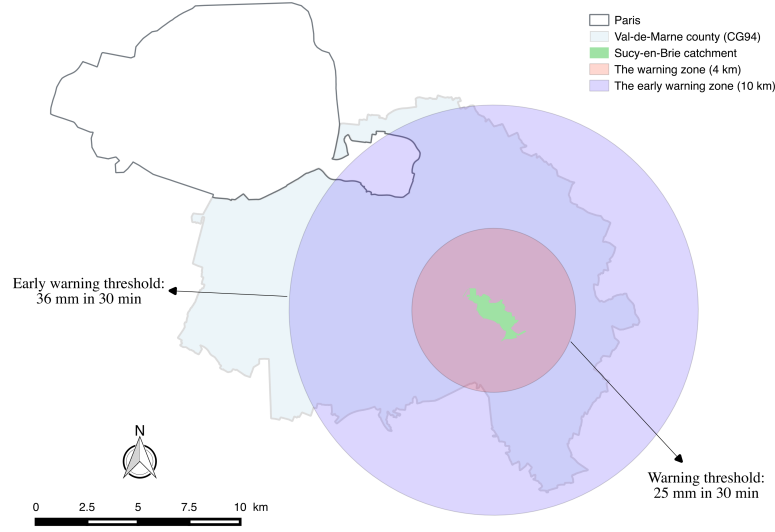 Paris
Val-de-Marne county (CG94)
Sucy-en-Brie catchment
The warning zone (4 km)
The early warning zone (10 km)
Early warning threshold:
36 mm in 30 min
N
Warning threshold:
25 mm in 30 min
0 2.5 5 7.5 10 km